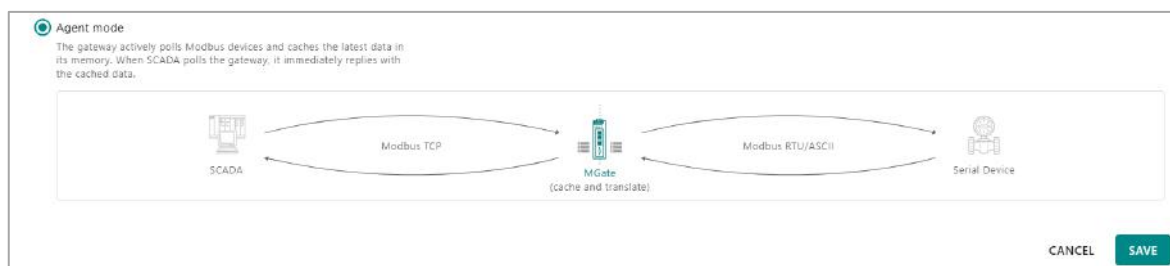 Agent mode
The gateway actively polls Modbus devices and caches the latest data in
its memory. When SCADA polls the gateway, it immediately replies with
the cached data.
Modbus TCP
Modbus RTU/ASCII
SCADA
MGate
(cache and translate)
Serial Device
CANCEL
SAVE